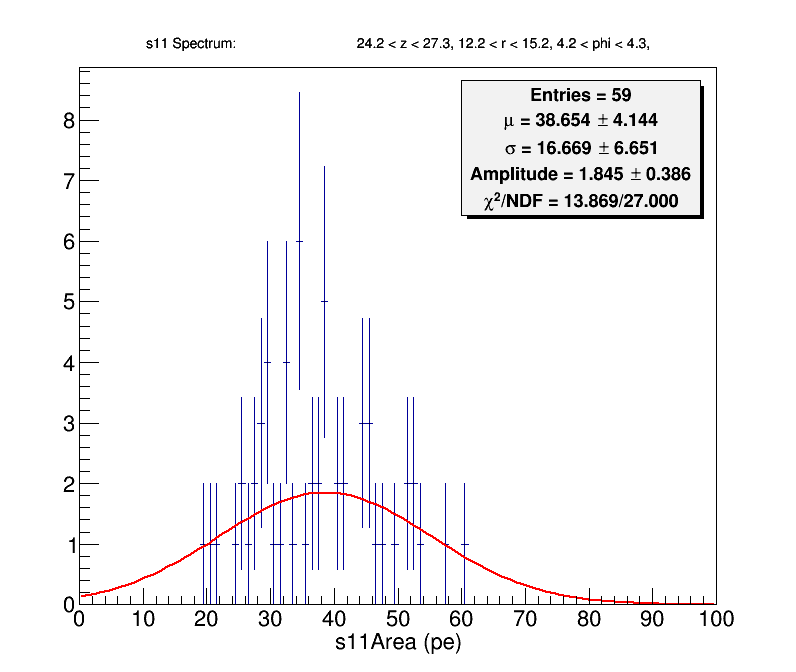 s11 Spectrum: 24.2 < z < 27.3, 12.2 < r < 15.2, 4.2 < phi < 4.3,
Entries = 59
μ = 38.654 ± 4.144
σ = 16.669 ± 6.651
Amplitude = 1.845 ± 0.386
χ²/NDF = 13.869/27.000
8
7
6
5
4
3
2
1
0
0 10 20 30 40 50 60 70 80 90 100
s11Area (pe)